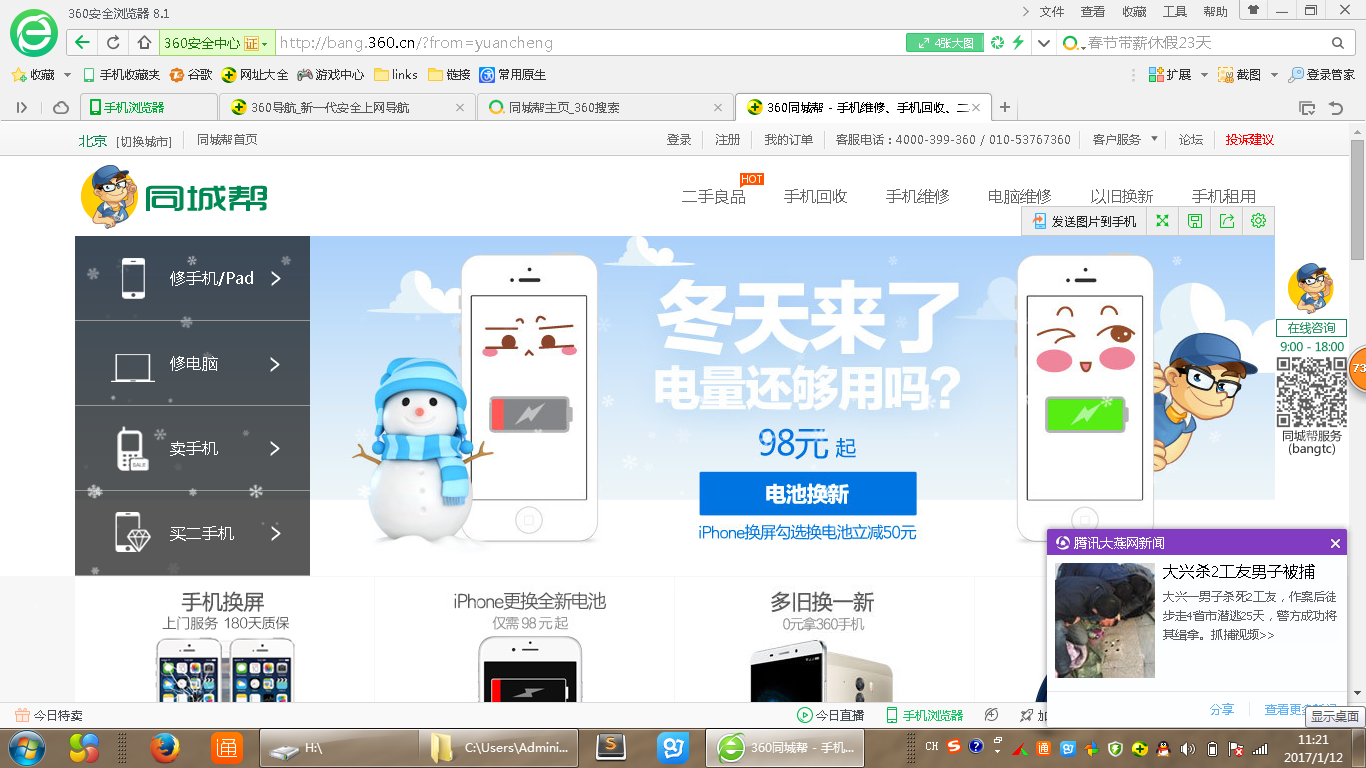 360安全浏览器 8.1
文件 查看 收藏 工具 帮助
360安全中心 证 http://bang.360.cn/?from=yuancheng 4张大图 春节带薪休假23天
收藏 手机收藏夹 谷歌 网址大全 游戏中心 links 链接 常用原生 扩展 截图 登录管家
手机浏览器 360导航_新一代安全上网导航 同城帮主页_360搜索 360同城帮 - 手机维修、手机回收、二
北京 [切换城市] 同城帮首页 登录 注册 我的订单 客服电话：4000-399-360 / 010-53767360 客户服务 论坛 投诉建议
同城帮
HOT
二手良品 手机回收 手机维修 电脑维修 以旧换新 手机租用
发送图片到手机
修手机/Pad
修电脑
卖手机
SALE
买二手机
冬天来了
电量还够用吗?
98元 起
电池换新
iPhone换屏勾选换电池立减50元
在线咨询
9:00 - 18:00
73
同城帮服务
(bangtc)
手机换屏
上门服务 180天质保
iPhone更换全新电池
仅需 98 元 起
多旧换一新
0元拿360手机
腾讯大燕网新闻
大兴杀2工友男子被捕
大兴一男子杀死2工友，作案后徒
步走4省市潜逃25天，警方成功将
其缉拿。抓捕视频>>
分享 查看更
显示桌面
今日特卖 今日直播 手机浏览器 加
通 H:\ C:\Users\Admini... S 360同城帮 - 手机... CH 11:21
2017/1/12